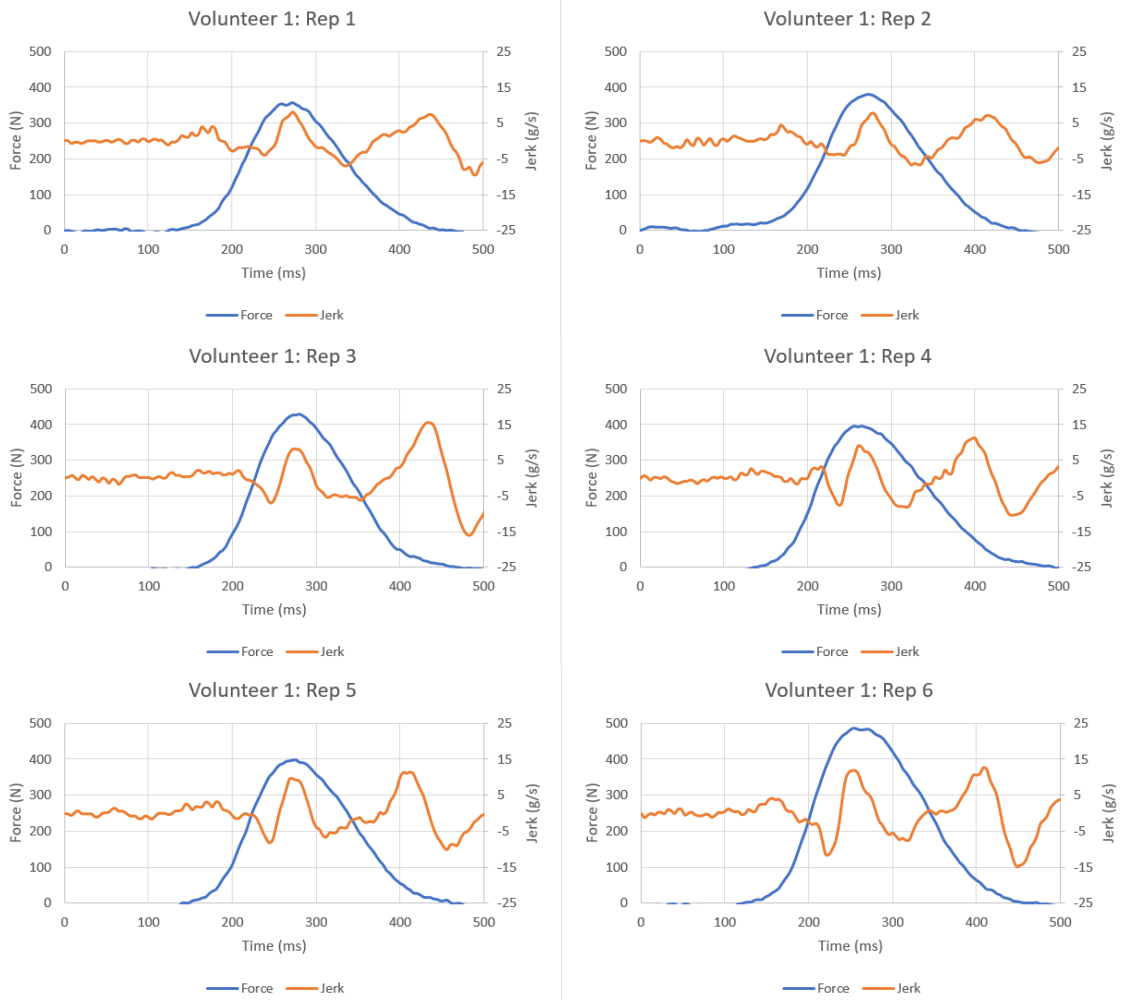 Volunteer 1: Rep 1
500
400
300
200
100
0
Force (N)
25
15
5
-5
-15
-25
Jerk (g/s)
0 100 200 300 400 500
Time (ms)
Force Jerk
Volunteer 1: Rep 2
500
400
300
200
100
0
Force (N)
25
15
5
-5
-15
-25
Jerk (g/s)
0 100 200 300 400 500
Time (ms)
Force Jerk
Volunteer 1: Rep 3
500
400
300
200
100
0
Force (N)
25
15
5
-5
-15
-25
Jerk (g/s)
0 100 200 300 400 500
Time (ms)
Force Jerk
Volunteer 1: Rep 4
500
400
300
200
100
0
Force (N)
25
15
5
-5
-15
-25
Jerk (g/s)
0 100 200 300 400 500
Time (ms)
Force Jerk
Volunteer 1: Rep 5
500
400
300
200
100
0
Force (N)
25
15
5
-5
-15
-25
Jerk (g/s)
0 100 200 300 400 500
Time (ms)
Force Jerk
Volunteer 1: Rep 6
500
400
300
200
100
0
Force (N)
25
15
5
-5
-15
-25
Jerk (g/s)
0 100 200 300 400 500
Time (ms)
Force Jerk